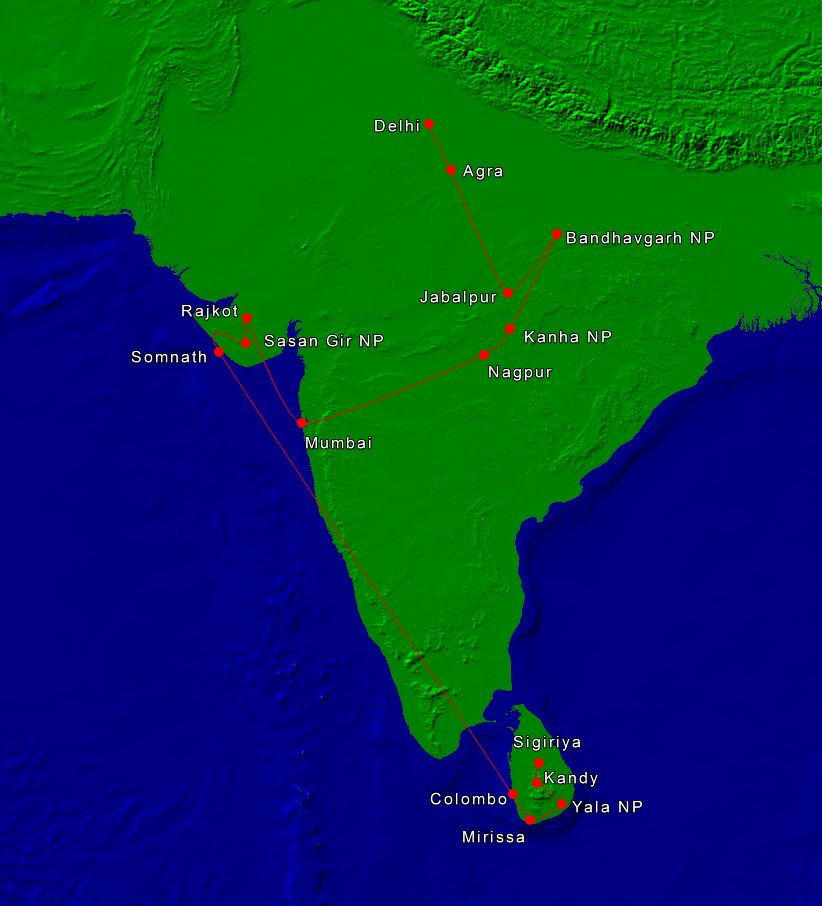 Delhi
Agra
Bandhavgarh NP
Jabalpur
Rajkot
Kanha NP
Sasan Gir NP
Somnath
Nagpur
Mumbai
Sigiriya
Kandy
Colombo
Yala NP
Mirissa